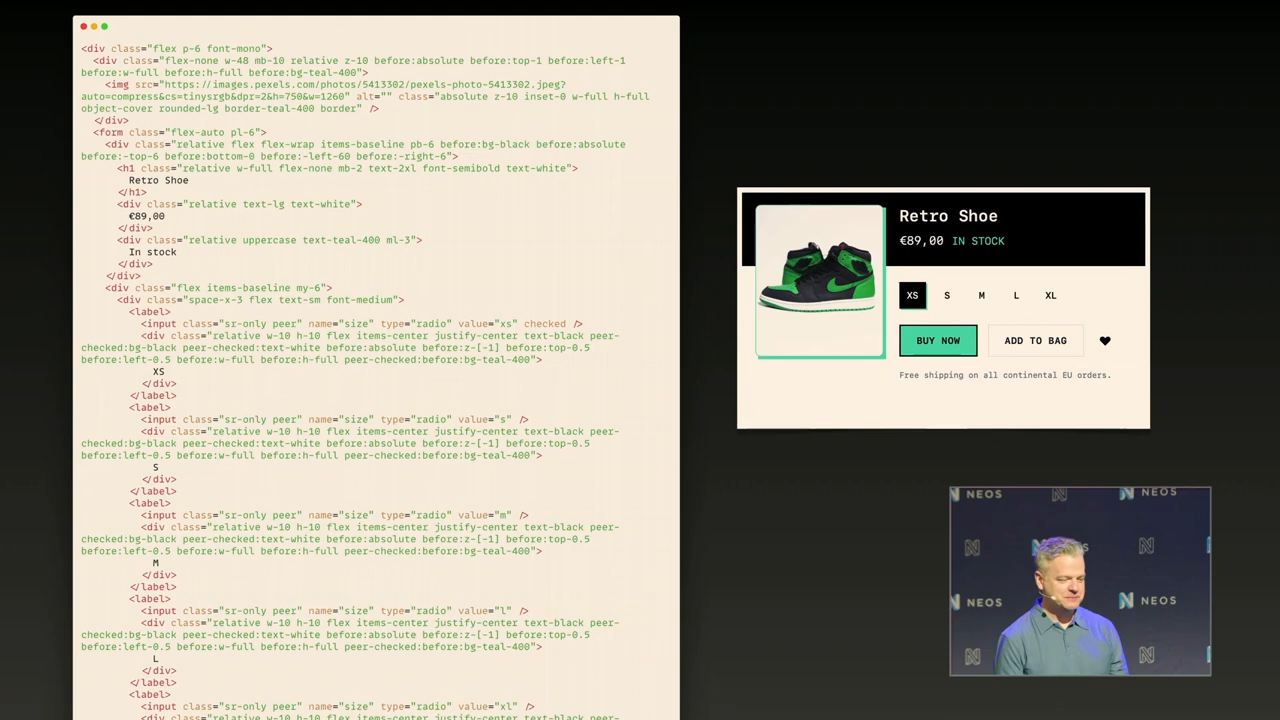 <div class="flex p-6 font-mono">
<div class="flex-none w-48 mb-10 relative z-10 before:absolute before:top-1 before:left-1
before:w-full before:h-full before:bg-teal-400">
<img src="https://images.pexels.com/photos/5413302/pexels-photo-5413302.jpeg?
auto=compress&cs=tinysrgb&dpr=2&h=750&w=1260" alt="" class="absolute z-10 inset-0 w-full h-full
object-cover rounded-lg border-teal-400 border" />
</div>
<form class="flex-auto pl-6">
<div class="relative flex flex-wrap items-baseline pb-6 before:bg-black before:absolute
before:-top-6 before:bottom-0 before:-left-60 before:-right-6">
<h1 class="relative w-full flex-none mb-2 text-2xl font-semibold text-white">
Retro Shoe
</h1>
<div class="relative text-lg text-white">
€89,00
</div>
<div class="relative uppercase text-teal-400 ml-3">
In stock
</div>
</div>
<div class="flex items-baseline my-6">
<div class="space-x-3 flex text-sm font-medium">
<label>
<input class="sr-only peer" name="size" type="radio" value="xs" checked />
<div class="relative w-10 h-10 flex items-center justify-center text-black peer-
checked:bg-black peer-checked:text-white before:absolute before:z-[-1] before:top-0.5
before:left-0.5 before:w-full before:h-full peer-checked:before:bg-teal-400">
XS
</div>
</label>
<label>
<input class="sr-only peer" name="size" type="radio" value="s" />
<div class="relative w-10 h-10 flex items-center justify-center text-black peer-
checked:bg-black peer-checked:text-white before:absolute before:z-[-1] before:top-0.5
before:left-0.5 before:w-full before:h-full peer-checked:before:bg-teal-400">
S
</div>
</label>
<label>
<input class="sr-only peer" name="size" type="radio" value="m" />
<div class="relative w-10 h-10 flex items-center justify-center text-black peer-
checked:bg-black peer-checked:text-white before:absolute before:z-[-1] before:top-0.5
before:left-0.5 before:w-full before:h-full peer-checked:before:bg-teal-400">
M
</div>
</label>
<label>
<input class="sr-only peer" name="size" type="radio" value="l" />
<div class="relative w-10 h-10 flex items-center justify-center text-black peer-
checked:bg-black peer-checked:text-white before:absolute before:z-[-1] before:top-0.5
before:left-0.5 before:w-full before:h-full peer-checked:before:bg-teal-400">
L
</div>
</label>
<label>
<input class="sr-only peer" name="size" type="radio" value="xl" />
<div class="relative w-10 h-10 flex items-center justify-center text-black peer-
Retro Shoe
€89,00 IN STOCK
XS S M L XL
BUY NOW ADD TO BAG
Free shipping on all continental EU orders.
NEOS NEOS
NEOS NEOS